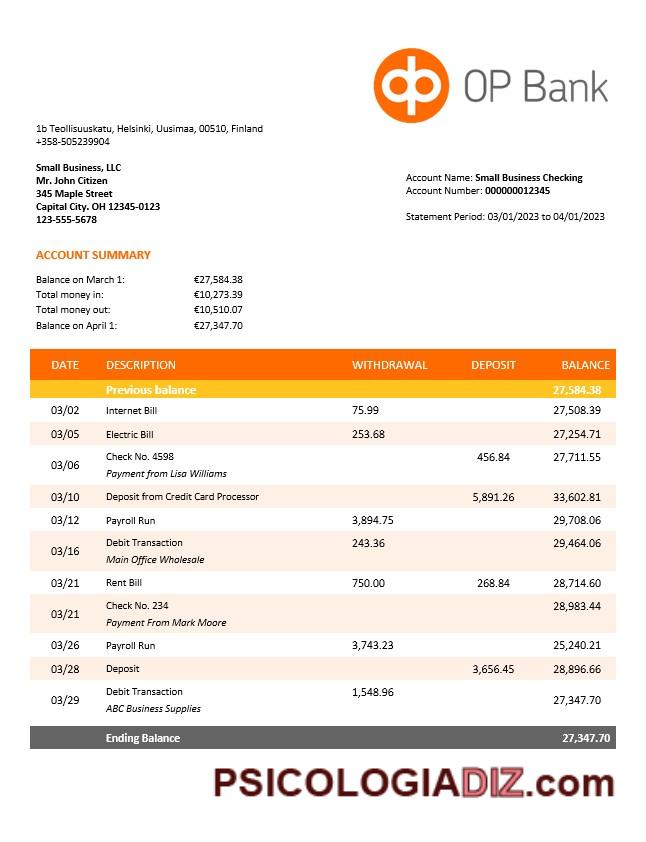 OP Bank
1b Teollisuuskatu, Helsinki, Uusimaa, 00510, Finland
+358-505239904
Small Business, LLC
Mr. John Citizen
345 Maple Street
Capital City. OH 12345-0123
123-555-5678
Account Name: Small Business Checking
Account Number: 000000012345
Statement Period: 03/01/2023 to 04/01/2023
ACCOUNT SUMMARY
Balance on March 1: €27,584.38
Total money in: €10,273.39
Total money out: €10,510.07
Balance on April 1: €27,347.70
DATE DESCRIPTION WITHDRAWAL DEPOSIT BALANCE
Previous balance 27,584.38
03/02 Internet Bill 75.99 27,508.39
03/05 Electric Bill 253.68 27,254.71
03/06 Check No. 4598 456.84 27,711.55
Payment from Lisa Williams
03/10 Deposit from Credit Card Processor 5,891.26 33,602.81
03/12 Payroll Run 3,894.75 29,708.06
03/16 Debit Transaction 243.36 29,464.06
Main Office Wholesale
03/21 Rent Bill 750.00 268.84 28,714.60
03/21 Check No. 234 28,983.44
Payment From Mark Moore
03/26 Payroll Run 3,743.23 25,240.21
03/28 Deposit 3,656.45 28,896.66
03/29 Debit Transaction 1,548.96 27,347.70
ABC Business Supplies
Ending Balance 27,347.70
PSICOLOGIADIZ.com